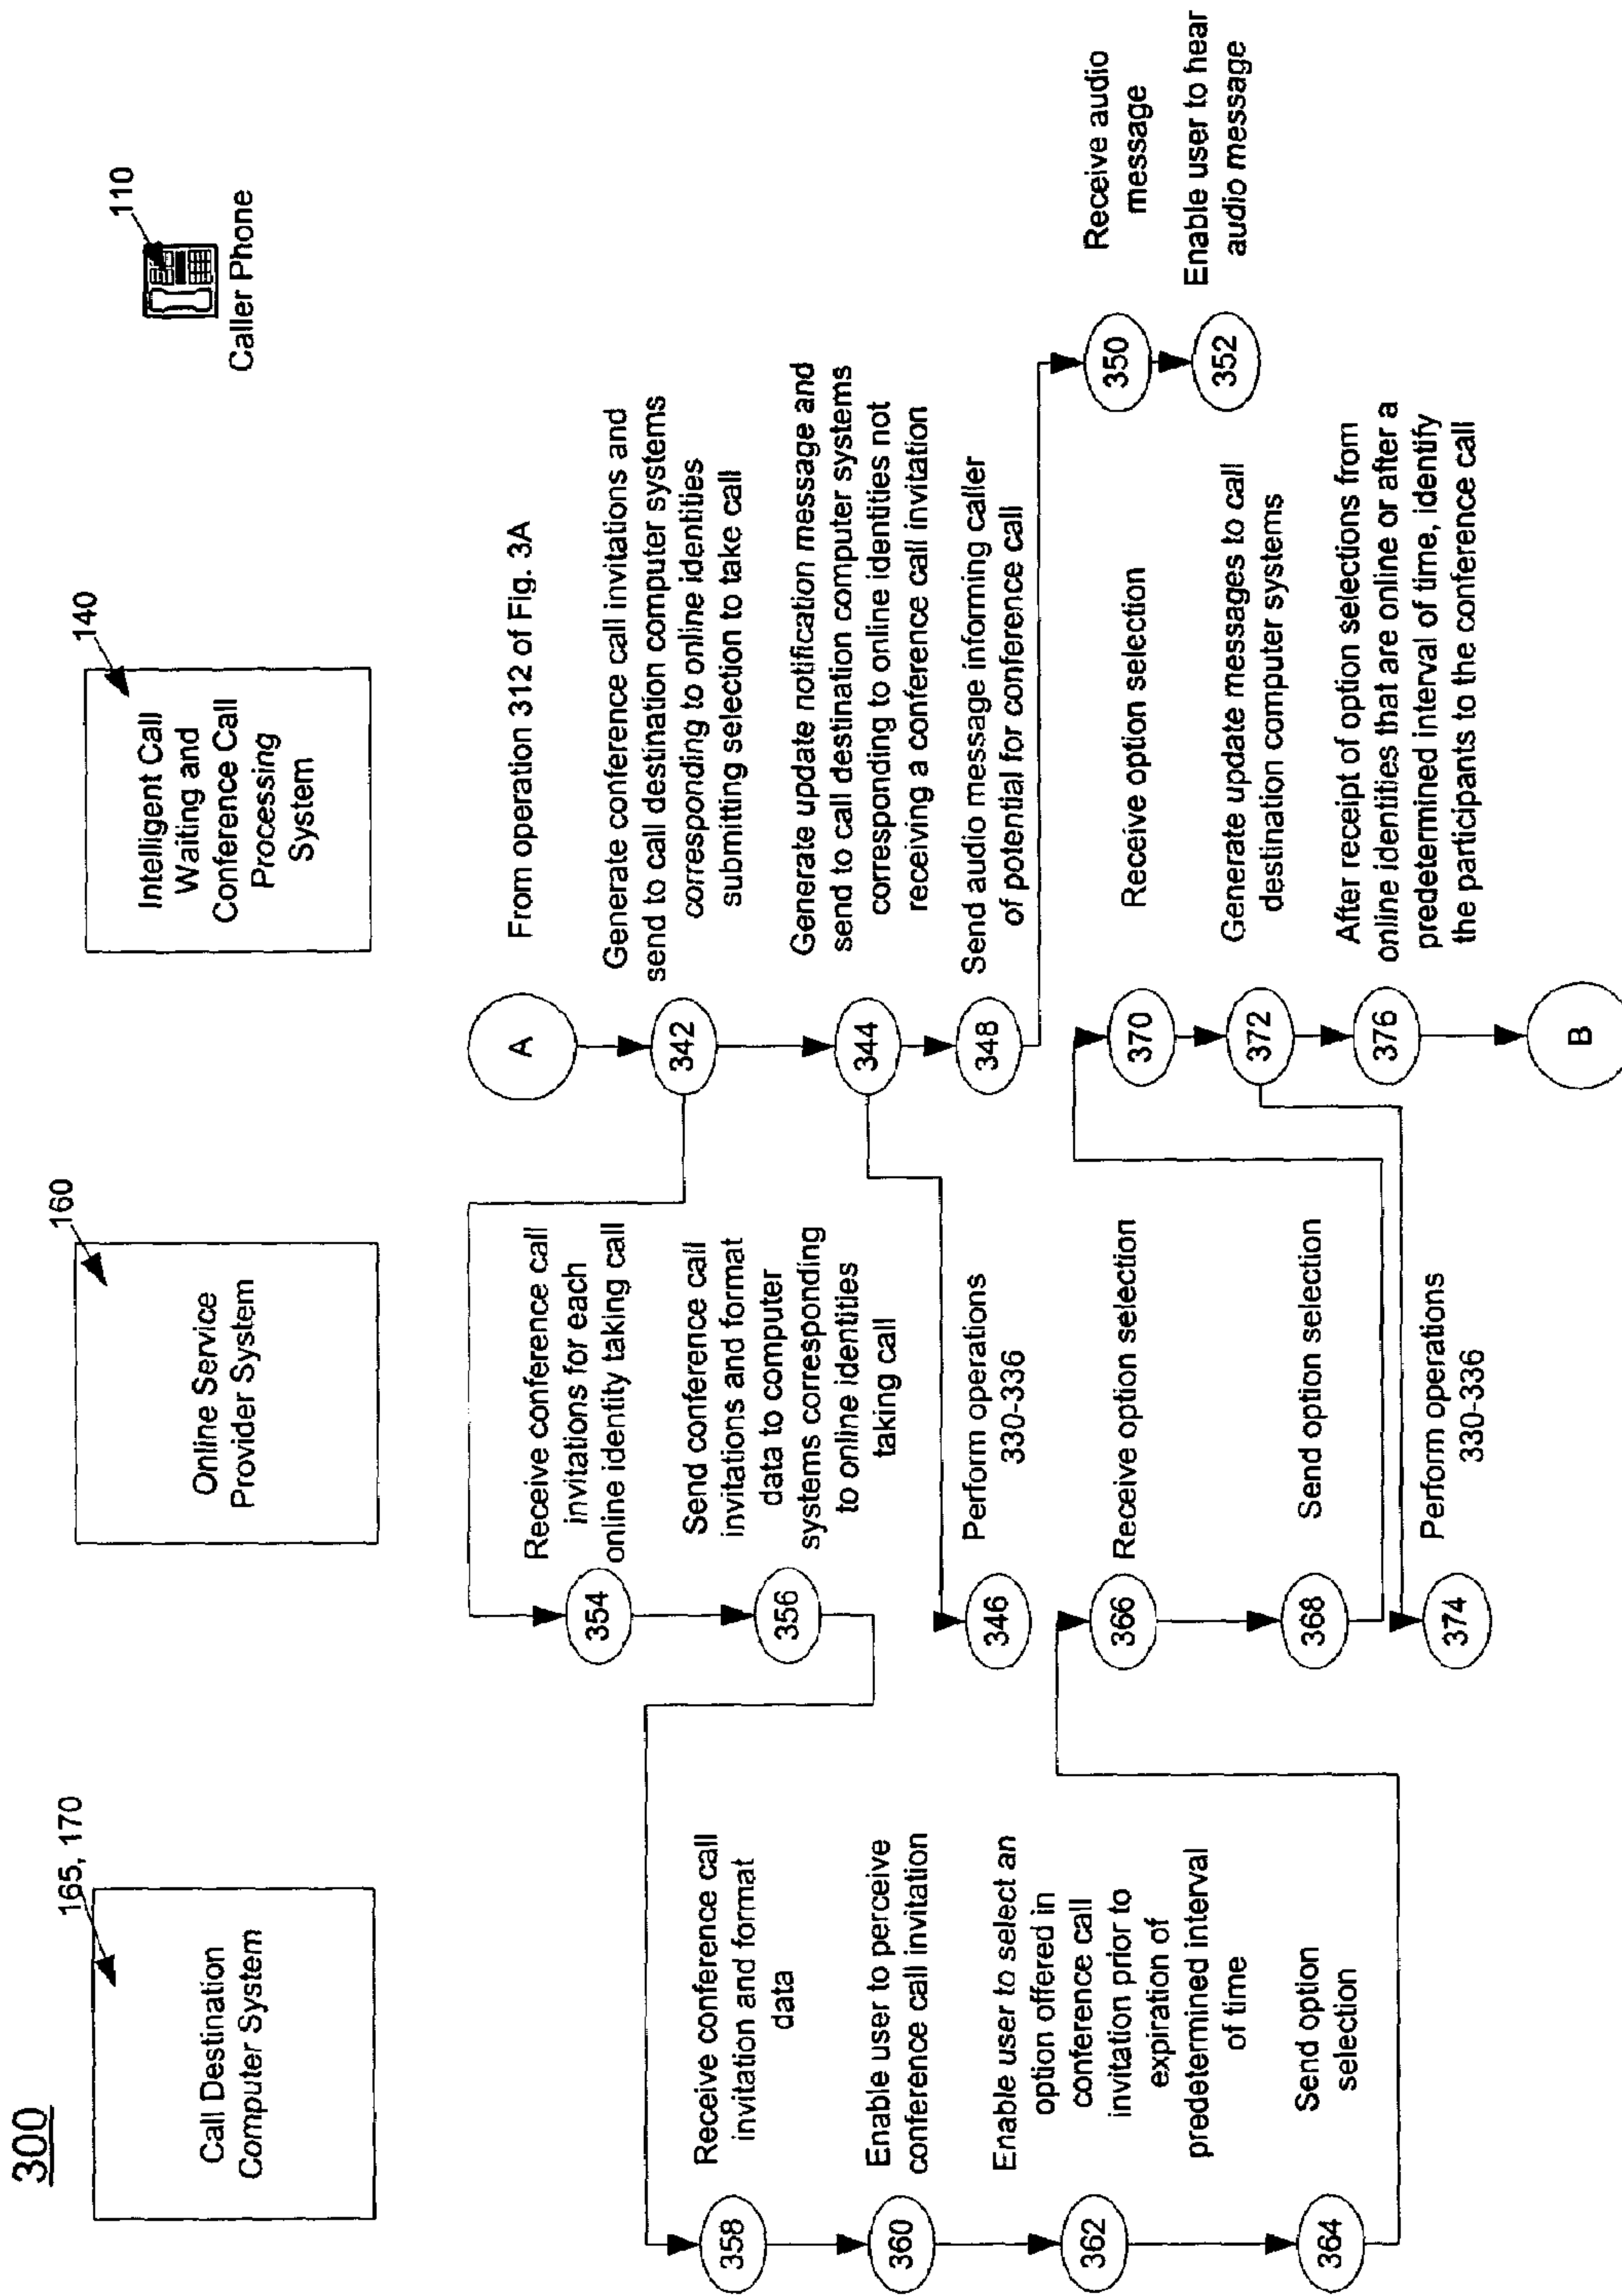 300
165, 170
Call Destination
Computer System
160
Online Service
Provider System
140
Intelligent Call
Waiting and
Conference Call
Processing
System
110
Caller Phone
A
From operation 312 of Fig. 3A
342
Generate conference call invitations and
send to call destination computer systems
corresponding to online identities
submitting selection to take call
354
Receive conference call
invitations for each
online identity taking call
356
Send conference call
invitations and format
data to computer
systems corresponding
to online identities
taking call
358
Receive conference call
invitation and format
data
344
Generate update notification message and
send to call destination computer systems
corresponding to online identities not
receiving a conference call invitation
360
Enable user to perceive
conference call invitation
346
Perform operations
330-336
348
Send audio message informing caller
of potential for conference call
350
Receive audio
message
352
Enable user to hear
audio message
362
Enable user to select an
option offered in
conference call
invitation prior to
expiration of
predetermined interval
of time
364
Send option
selection
366
Receive option selection
368
Send option selection
370
Receive option selection
372
Generate update messages to call
destination computer systems
374
Perform operations
330-336
376
After receipt of option selections from
online identities that are online or after a
predetermined interval of time, identify
the participants to the conference call
B